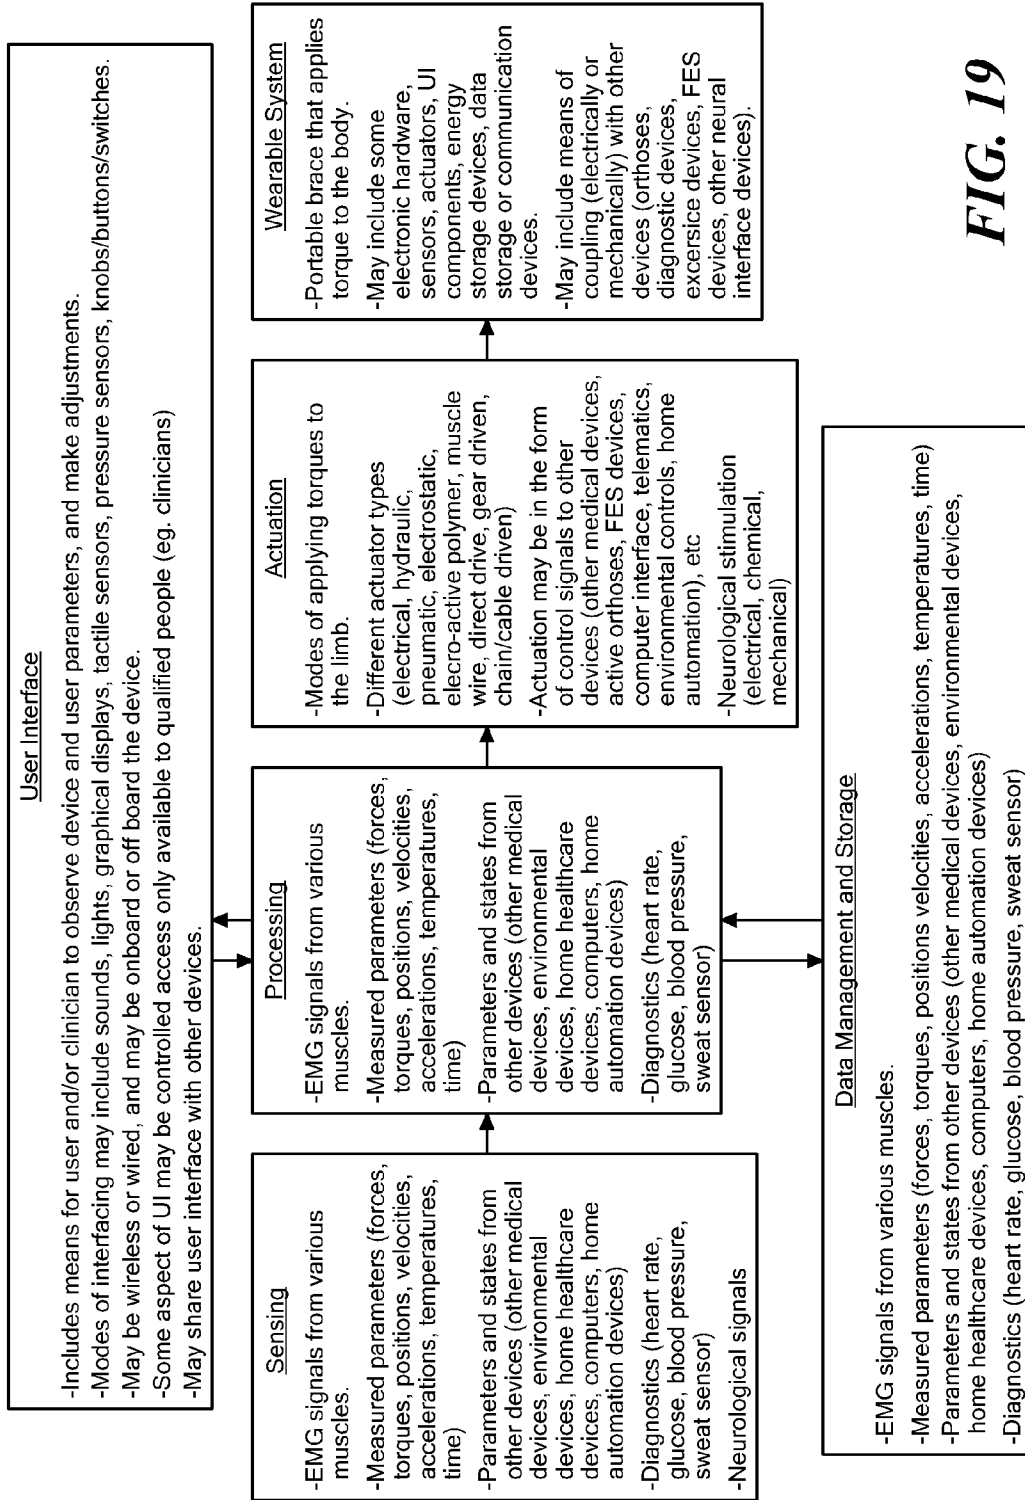 User Interface
-Includes means for user and/or clinician to observe device and user parameters, and make adjustments.
-Modes of interfacing may include sounds, lights, graphical displays, tactile sensors, pressure sensors, knobs/buttons/switches.
-May be wireless or wired, and may be onboard or off board the device.
-Some aspect of UI may be controlled access only available to qualified people (eg. clinicians)
-May share user interface with other devices.
Sensing
-EMG signals from various
muscles.
-Measured parameters (forces,
torques, positions, velocities,
accelerations, temperatures,
time)
-Parameters and states from
other devices (other medical
devices, environmental
devices, home healthcare
devices, computers, home
automation devices)
-Diagnostics (heart rate,
glucose, blood pressure,
sweat sensor)
-Neurological signals
Processing
-EMG signals from various
muscles.
-Measured parameters (forces,
torques, positions, velocities,
accelerations, temperatures,
time)
-Parameters and states from
other devices (other medical
devices, environmental
devices, home healthcare
devices, computers, home
automation devices)
-Diagnostics (heart rate,
glucose, blood pressure,
sweat sensor)
Actuation
-Modes of applying torques to
the limb.
-Different actuator types
(electrical, hydraulic,
pneumatic, electrostatic,
elecro-active polymer, muscle
wire, direct drive, gear driven,
chain/cable driven)
-Actuation may be in the form
of control signals to other
devices (other medical devices,
active orthoses, FES devices,
computer interface, telematics,
environmental controls, home
automation), etc
-Neurological stimulation
(electrical, chemical,
mechanical)
Wearable System
-Portable brace that applies
torque to the body.
-May include some
electronic hardware,
sensors, actuators, UI
components, energy
storage devices, data
storage or communication
devices.
-May include means of
coupling (electrically or
mechanically) with other
devices (orthoses,
diagnostic devices,
excersice devices, FES
devices, other neural
interface devices).
Data Management and Storage
-EMG signals from various muscles.
-Measured parameters (forces, torques, positions velocities, accelerations, temperatures, time)
-Parameters and states from other devices (other medical devices, environmental devices,
home healthcare devices, computers, home automation devices)
-Diagnostics (heart rate, glucose, blood pressure, sweat sensor)
FIG. 19